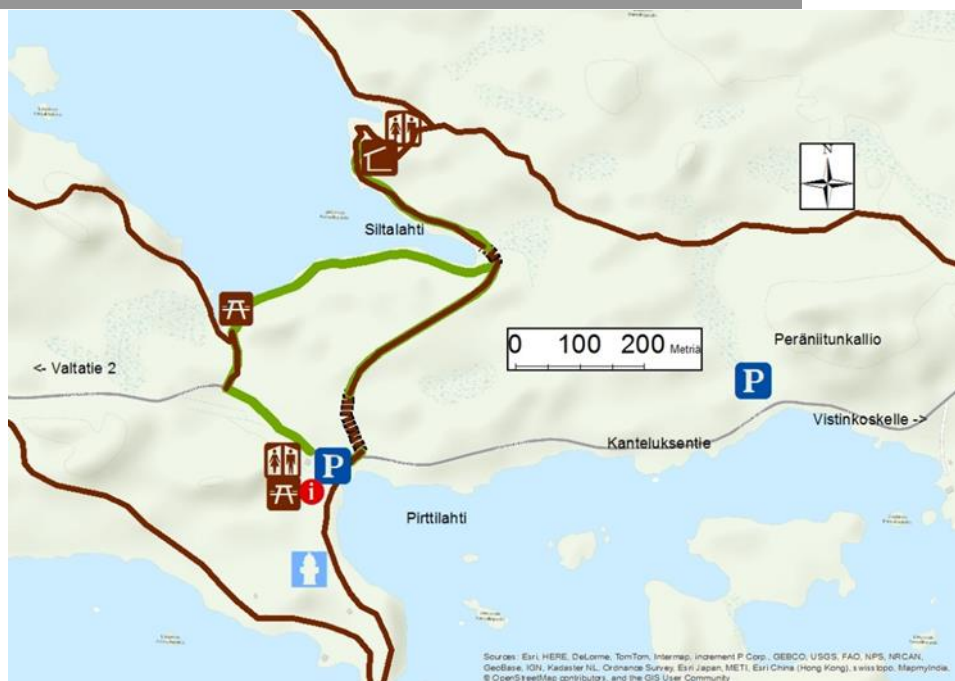 N
Siltalahti
0 100 200 Metriä
Peräniitunkallio
<- Valtatie 2
P
Vistinkoskelle ->
Kanteluksentie
P
i
Pirttilahti
Sources: Esri, HERE, DeLorme, TomTom, Intermap, increment P Corp., GEBCO, USGS, FAO, NPS, NRCAN,
GeoBase, IGN, Kadaster NL, Ordnance Survey, Esri Japan, METI, Esri China (Hong Kong), swisstopo, MapmyIndia,
© OpenStreetMap contributors, and the GIS User Community